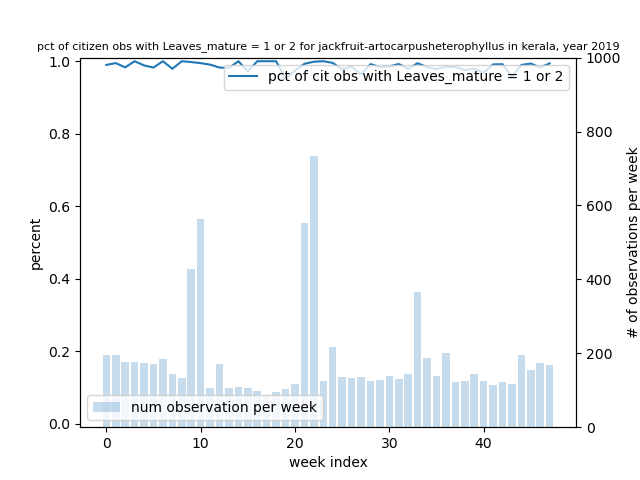 pct of citizen obs with Leaves_mature = 1 or 2 for jackfruit-artocarpusheterophyllus in kerala, year 2019
pct of cit obs with Leaves_mature = 1 or 2
1.0
0.8
0.6
0.4
0.2
0.0
percent
1000
800
600
400
200
0
# of observations per week
num observation per week
0 10 20 30 40
week index